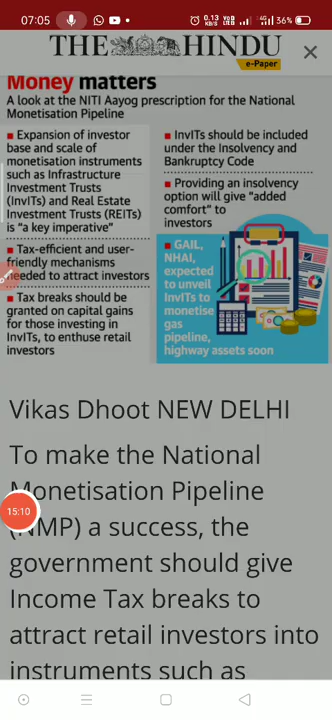 07:05
0.13 KB/S
4G
36%
THE HINDU
e-Paper
Money matters
A look at the NITI Aayog prescription for the National
Monetisation Pipeline
■ Expansion of investor
base and scale of
monetisation instruments
such as Infrastructure
Investment Trusts
(InvITs) and Real Estate
Investment Trusts (REITs)
is “a key imperative”
■ Tax-efficient and user-
friendly mechanisms
needed to attract investors
■ Tax breaks should be
granted on capital gains
for those investing in
InvITs, to enthuse retail
investors
■ InvITs should be included
under the Insolvency and
Bankruptcy Code
■ Providing an insolvency
option will give “added
comfort” to
investors
■ GAIL,
NHAI,
expected
to unveil
InvITs to
monetise
gas
pipeline,
highway assets soon
Vikas Dhoot NEW DELHI
To make the National
Monetisation Pipeline
15:10
(NMP) a success, the
government should give
Income Tax breaks to
attract retail investors into
instruments such as